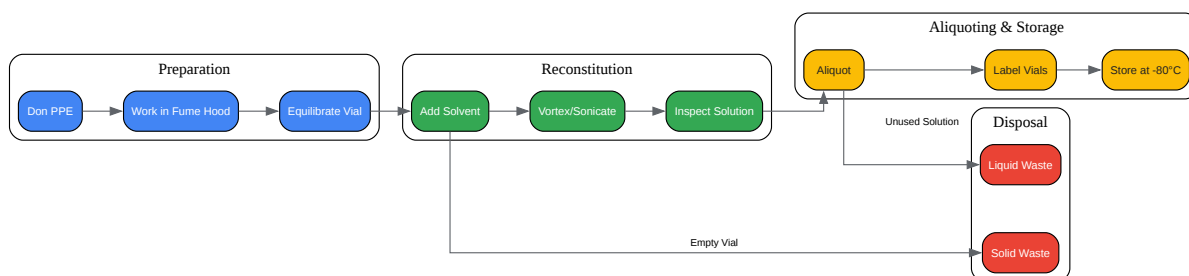 Aliquoting & Storage
Preparation
Reconstitution
Aliquot
Label Vials
Store at -80°C
Don PPE
Work in Fume Hood
Equilibrate Vial
Add Solvent
Vortex/Sonicate
Inspect Solution
Unused Solution
Disposal
Liquid Waste
Empty Vial
Solid Waste